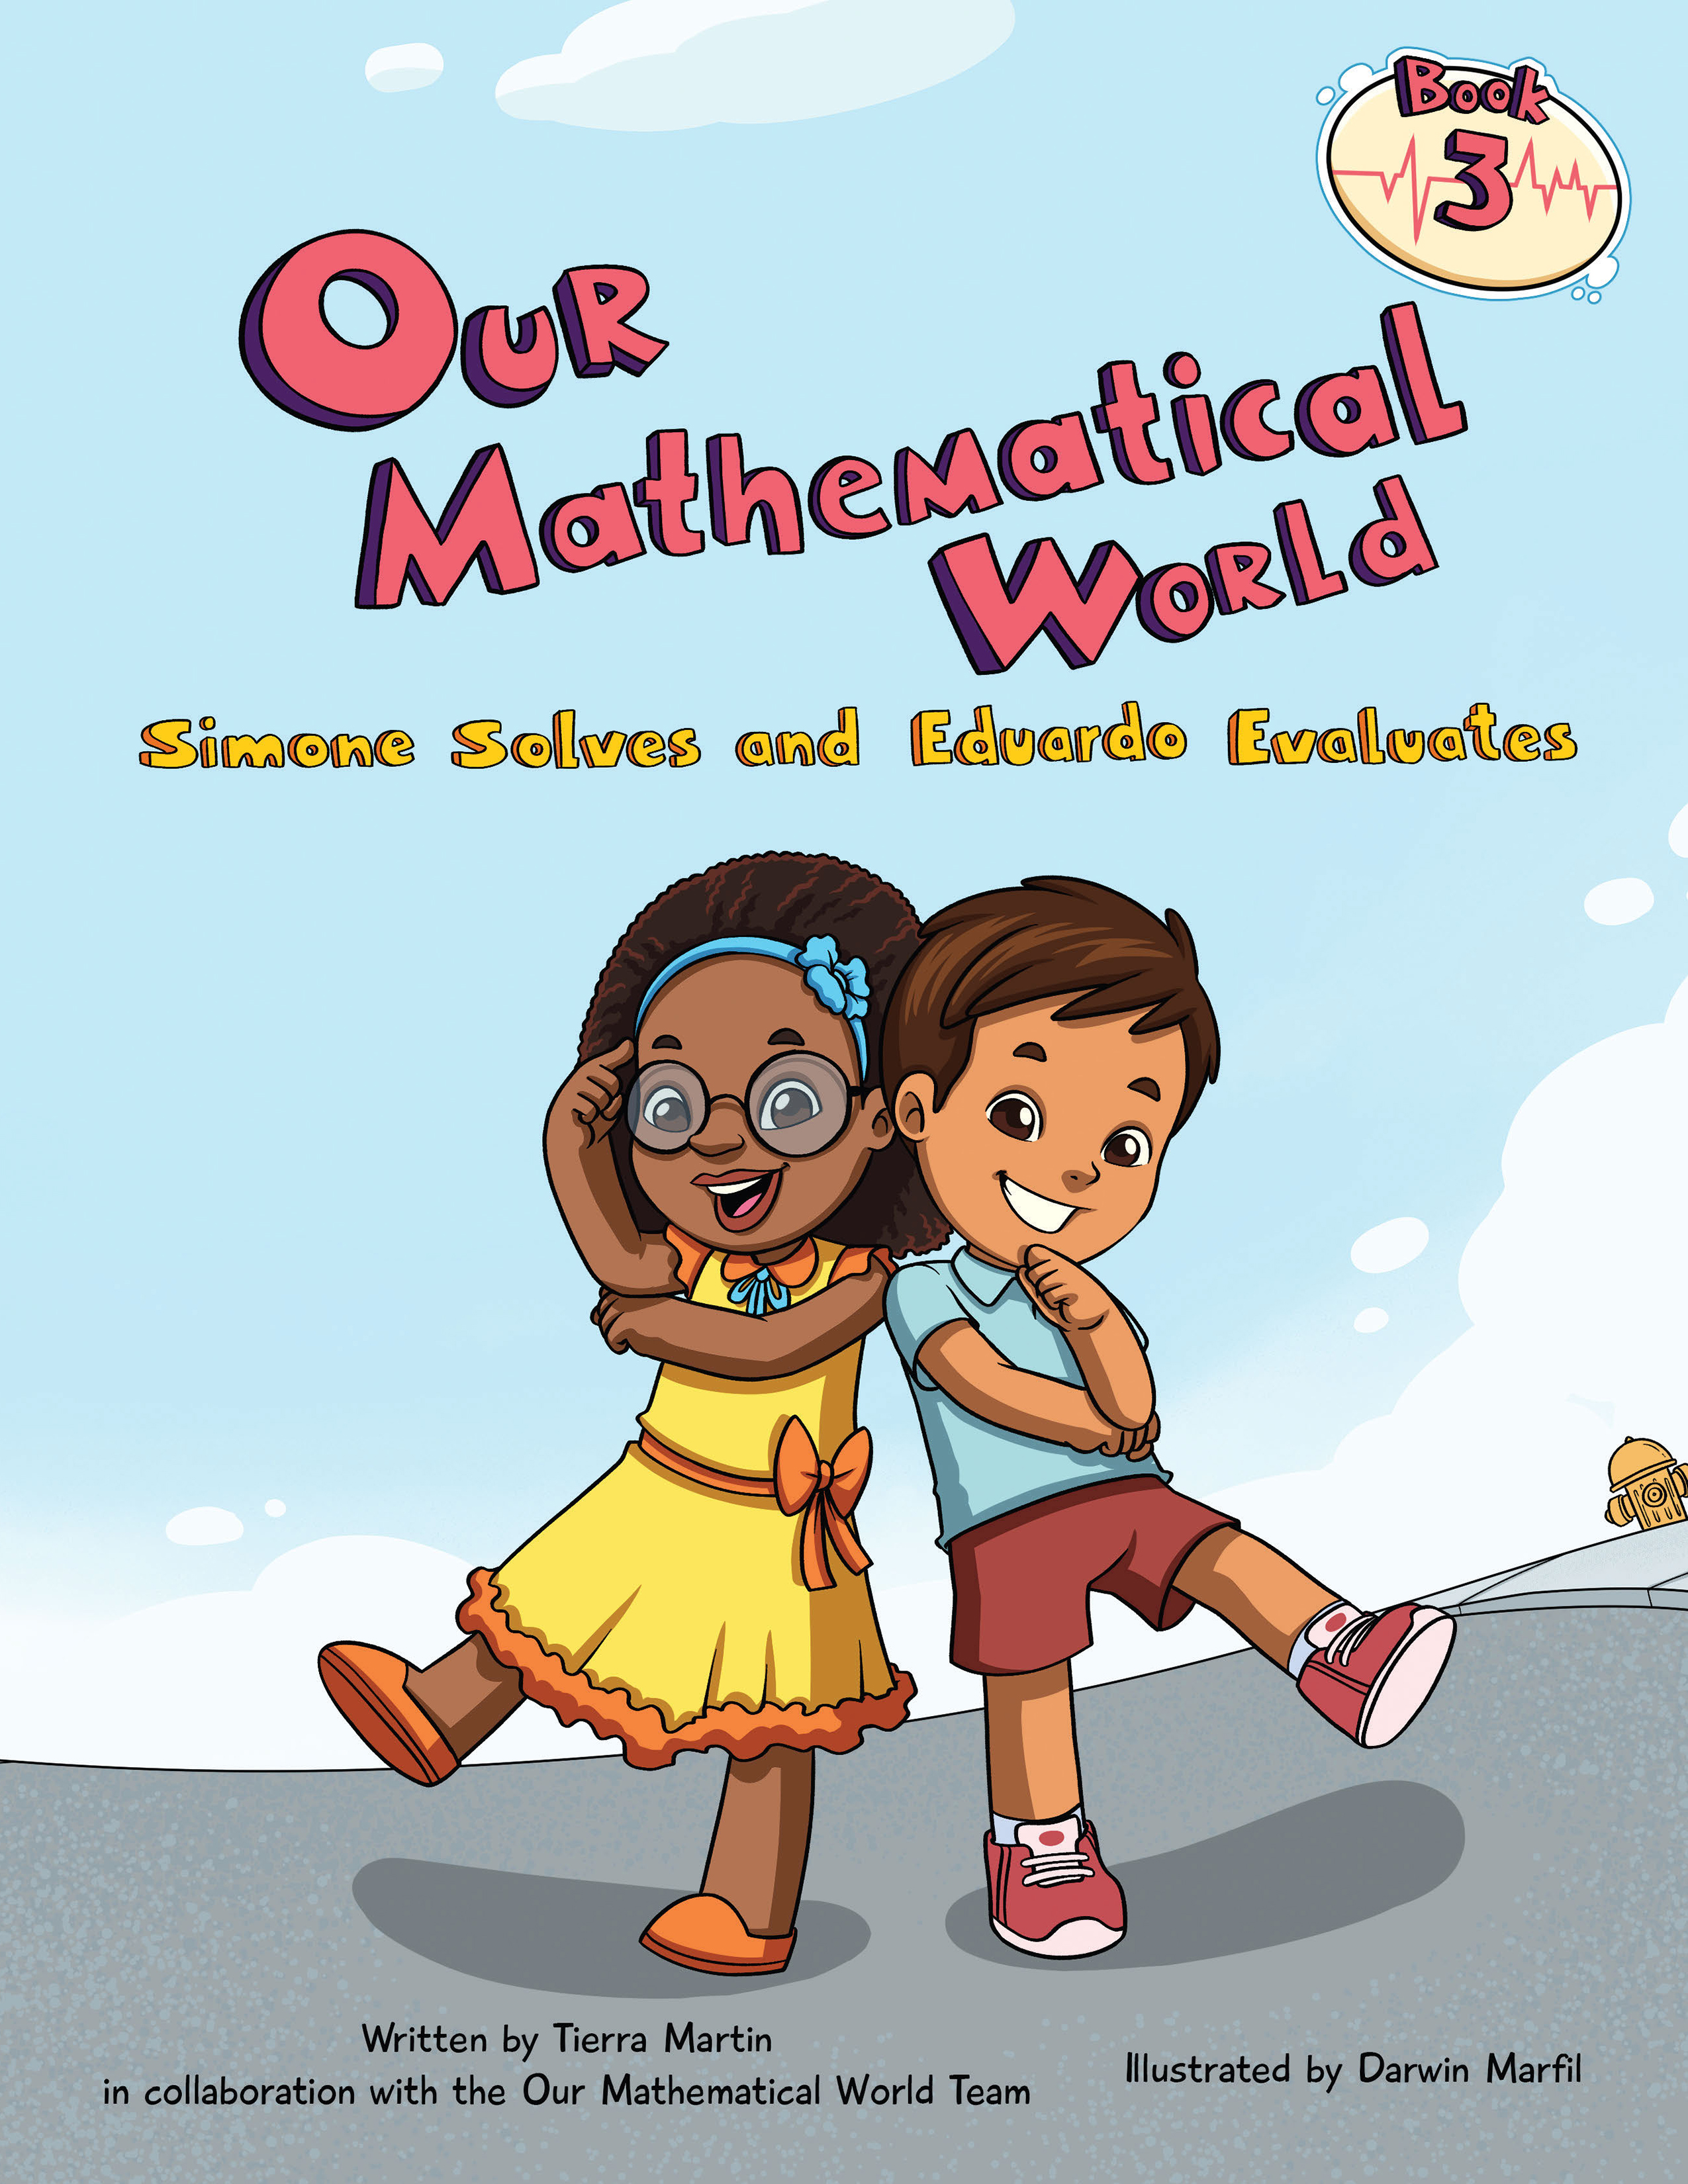 Book
3
Our
Mathematical
World
Simone Solves and Eduardo Evaluates
Written by Tierra Martin
in collaboration with the Our Mathematical World Team
Illustrated by Darwin Marfil